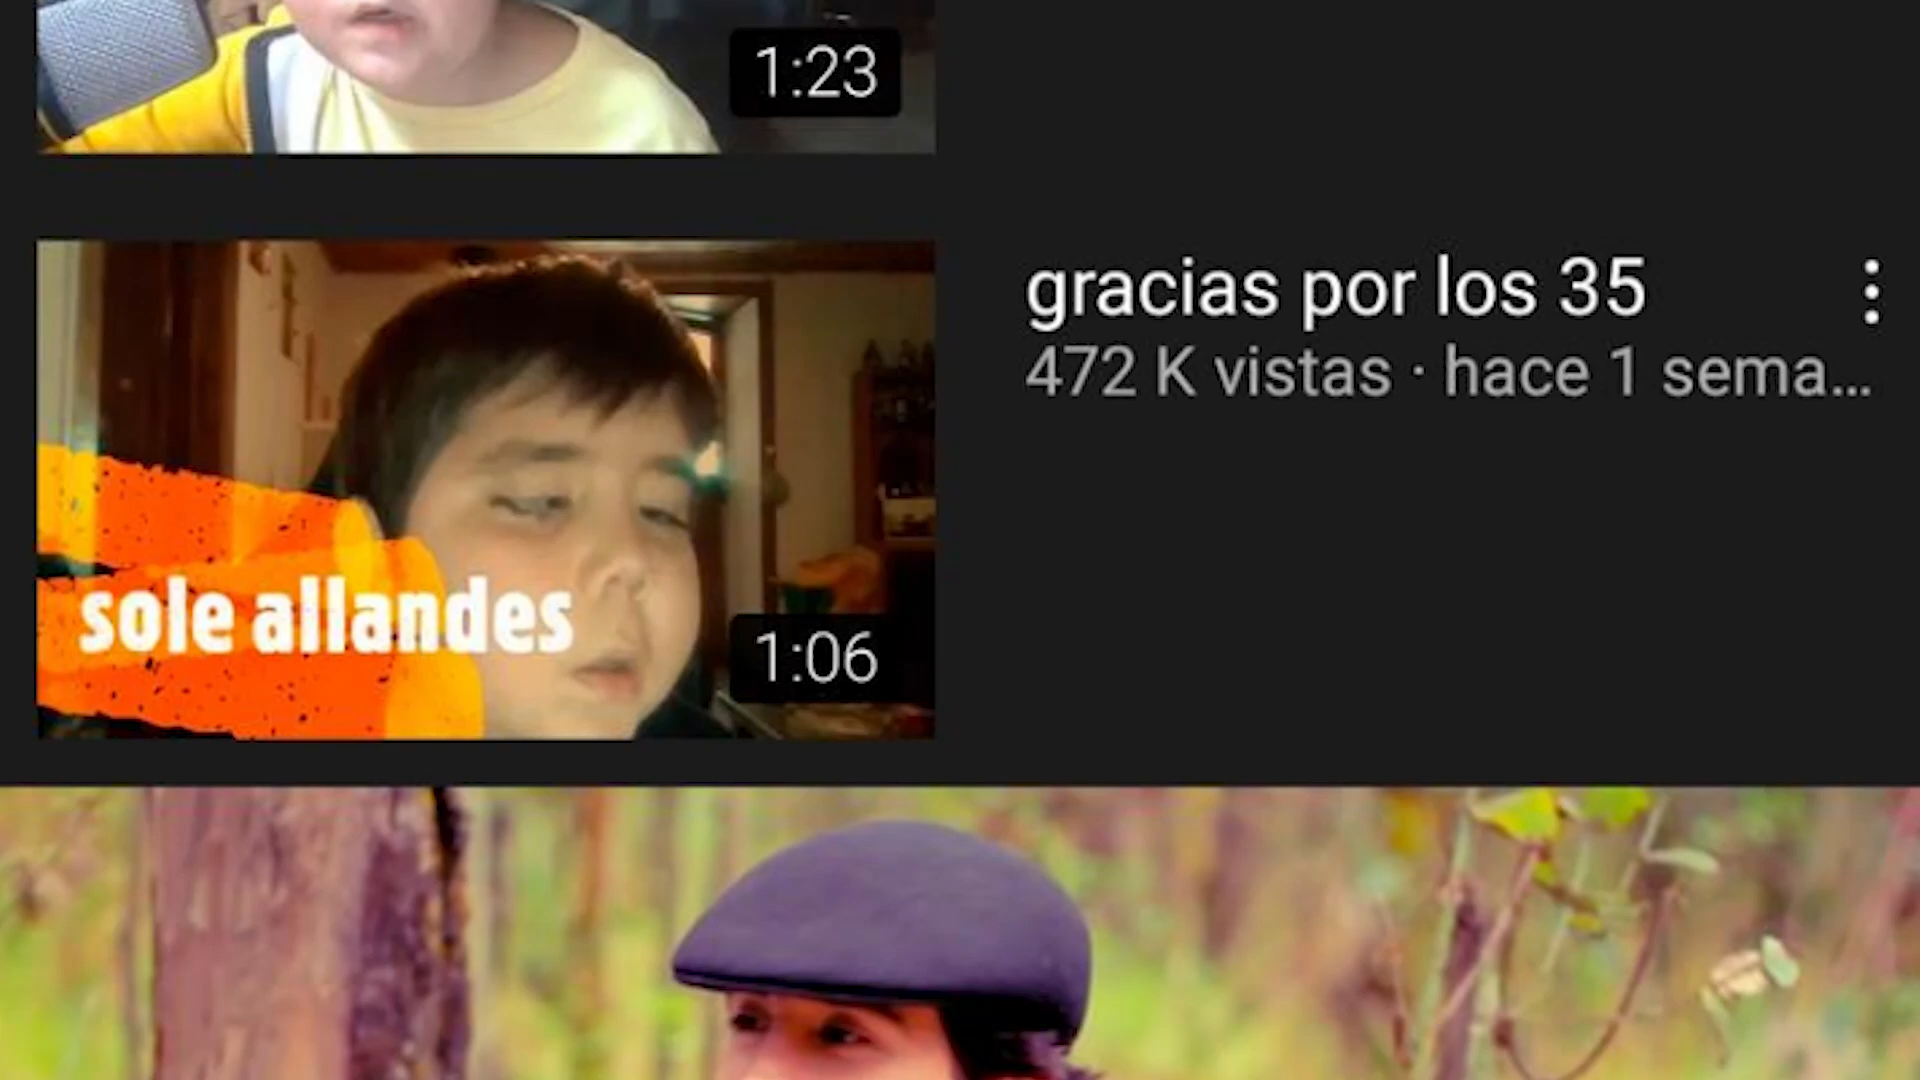 1:23
gracias por los 35
472 K vistas · hace 1 sema...
sole allandes
1:06